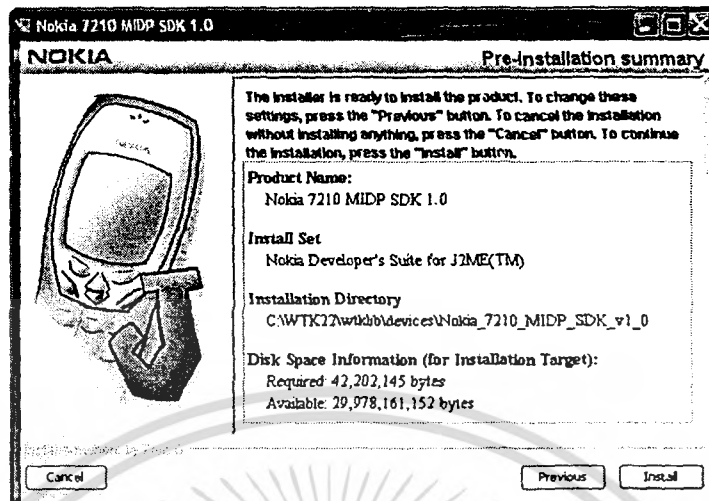 Nokia 7210 MIDP SDK 1.0
NOKIA
Pre-Installation summary
The installer is ready to install the product. To change these
settings, press the "Previous" button. To cancel the installation
without installing anything, press the "Cancel" button. To continue
the installation, press the "Install" button.
Product Name:
Nokia 7210 MIDP SDK 1.0
Install Set
Nokia Developer's Suite for J2ME(TM)
Installation Directory
C:\WTK22\wtklib\devices\Nokia_7210_MIDP_SDK_v1_0
Disk Space Information (for Installation Target):
Required: 42,202,145 bytes
Available: 29,978,161,152 bytes
Cancel
Previous
Install